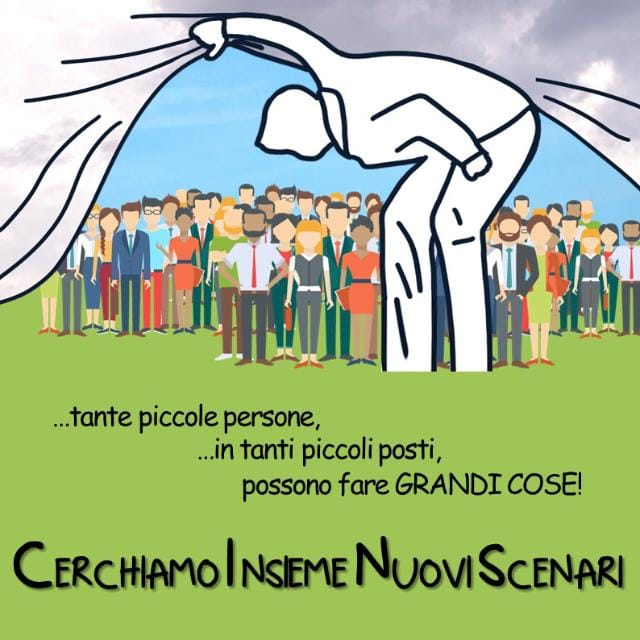 ...tante piccole persone,
...in tanti piccoli posti,
possono fare GRANDI COSE!
CERCHIAMO INSIEME NUOVI SCENARI